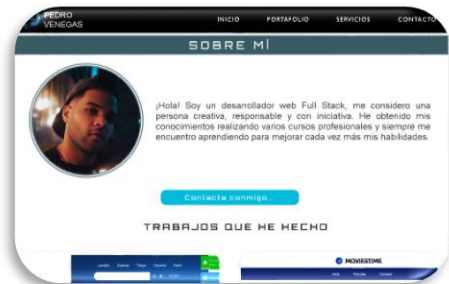 PEDRO
VENEGAS
INICIO PORTAFOLIO SERVICIOS CONTACTO
SOBRE MÍ
¡Hola! Soy un desarrollador web Full Stack, me considero una
persona creativa, responsable y con iniciativa. He obtenido mis
conocimientos realizando varios cursos profesionales y siempre me
encuentro aprendiendo para mejorar cada vez más mis habilidades.
Contacta conmigo...
TRABAJOS QUE HE HECHO
MOVIESTIME